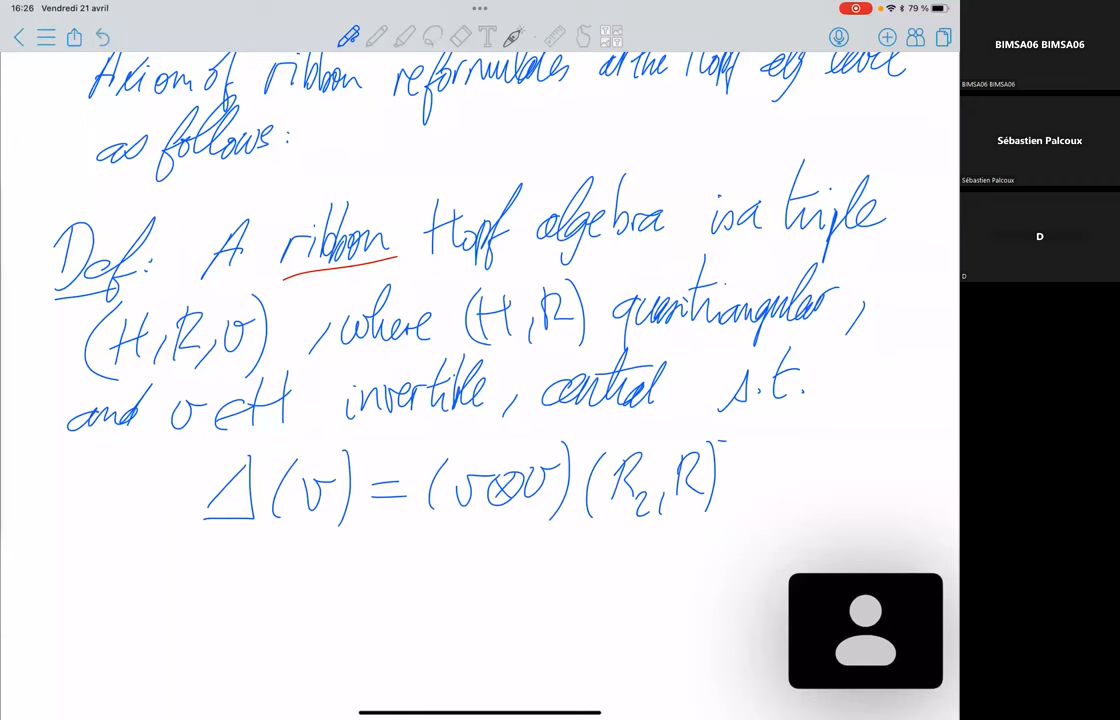 16:26 Vendredi 21 avril
79 %
Axiom of ribbon reformulates at the Hopf alg level
as follows:
Def: A ribbon Hopf algebra is a triple
(H, R, v), where (H, R) quasitriangular,
and v ∈ H invertible, central s.t.
Δ(v) = (v⊗v)(R₂₁R)⁻
BIMSA06 BIMSA06
BIMSA06 BIMSA06
Sébastien Palcoux
Sébastien Palcoux
D
D